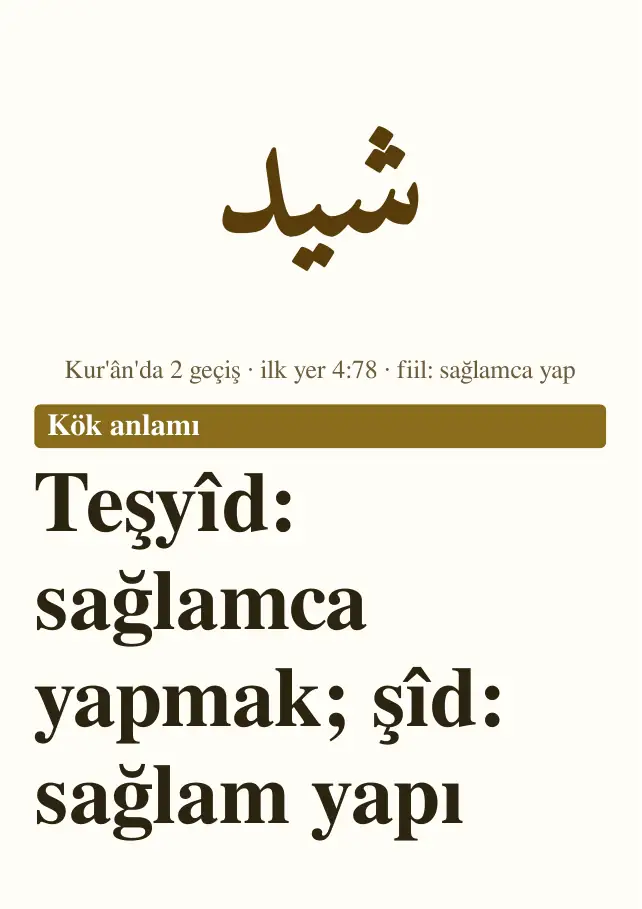 شيد
Kur'ân'da 2 geçiş · ilk yer 4:78 · fiil: sağlamca yap
Kök anlamı
Teşyîd:
sağlamca
yapmak; şîd:
sağlam yapı